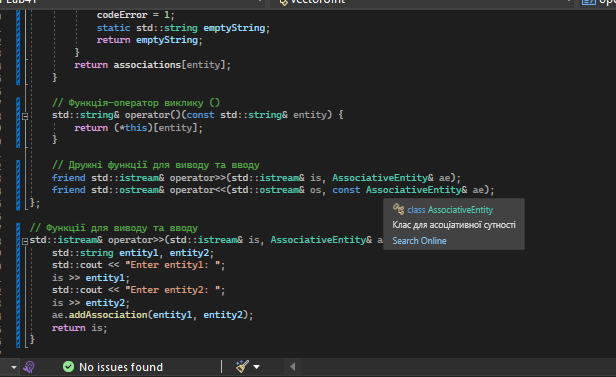 VectorUInt
codeError = 1;
static std::string emptyString;
return emptyString;
}
return associations[entity];
}
// Функція-оператор виклику ()
std::string& operator()(const std::string& entity) {
return (*this)[entity];
}
// Дружні функції для виводу та вводу
friend std::istream& operator>>(std::istream& is, AssociativeEntity& ae);
friend std::ostream& operator<<(std::ostream& os, const AssociativeEntity& ae);
};
class AssociativeEntity
Клас для асоціативної сутності
Search Online
// Функції для виводу та вводу
std::istream& operator>>(std::istream& is, AssociativeEntity& a
std::string entity1, entity2;
std::cout << "Enter entity1: ";
is >> entity1;
std::cout << "Enter entity2: ";
is >> entity2;
ae.addAssociation(entity1, entity2);
return is;
}
No issues found